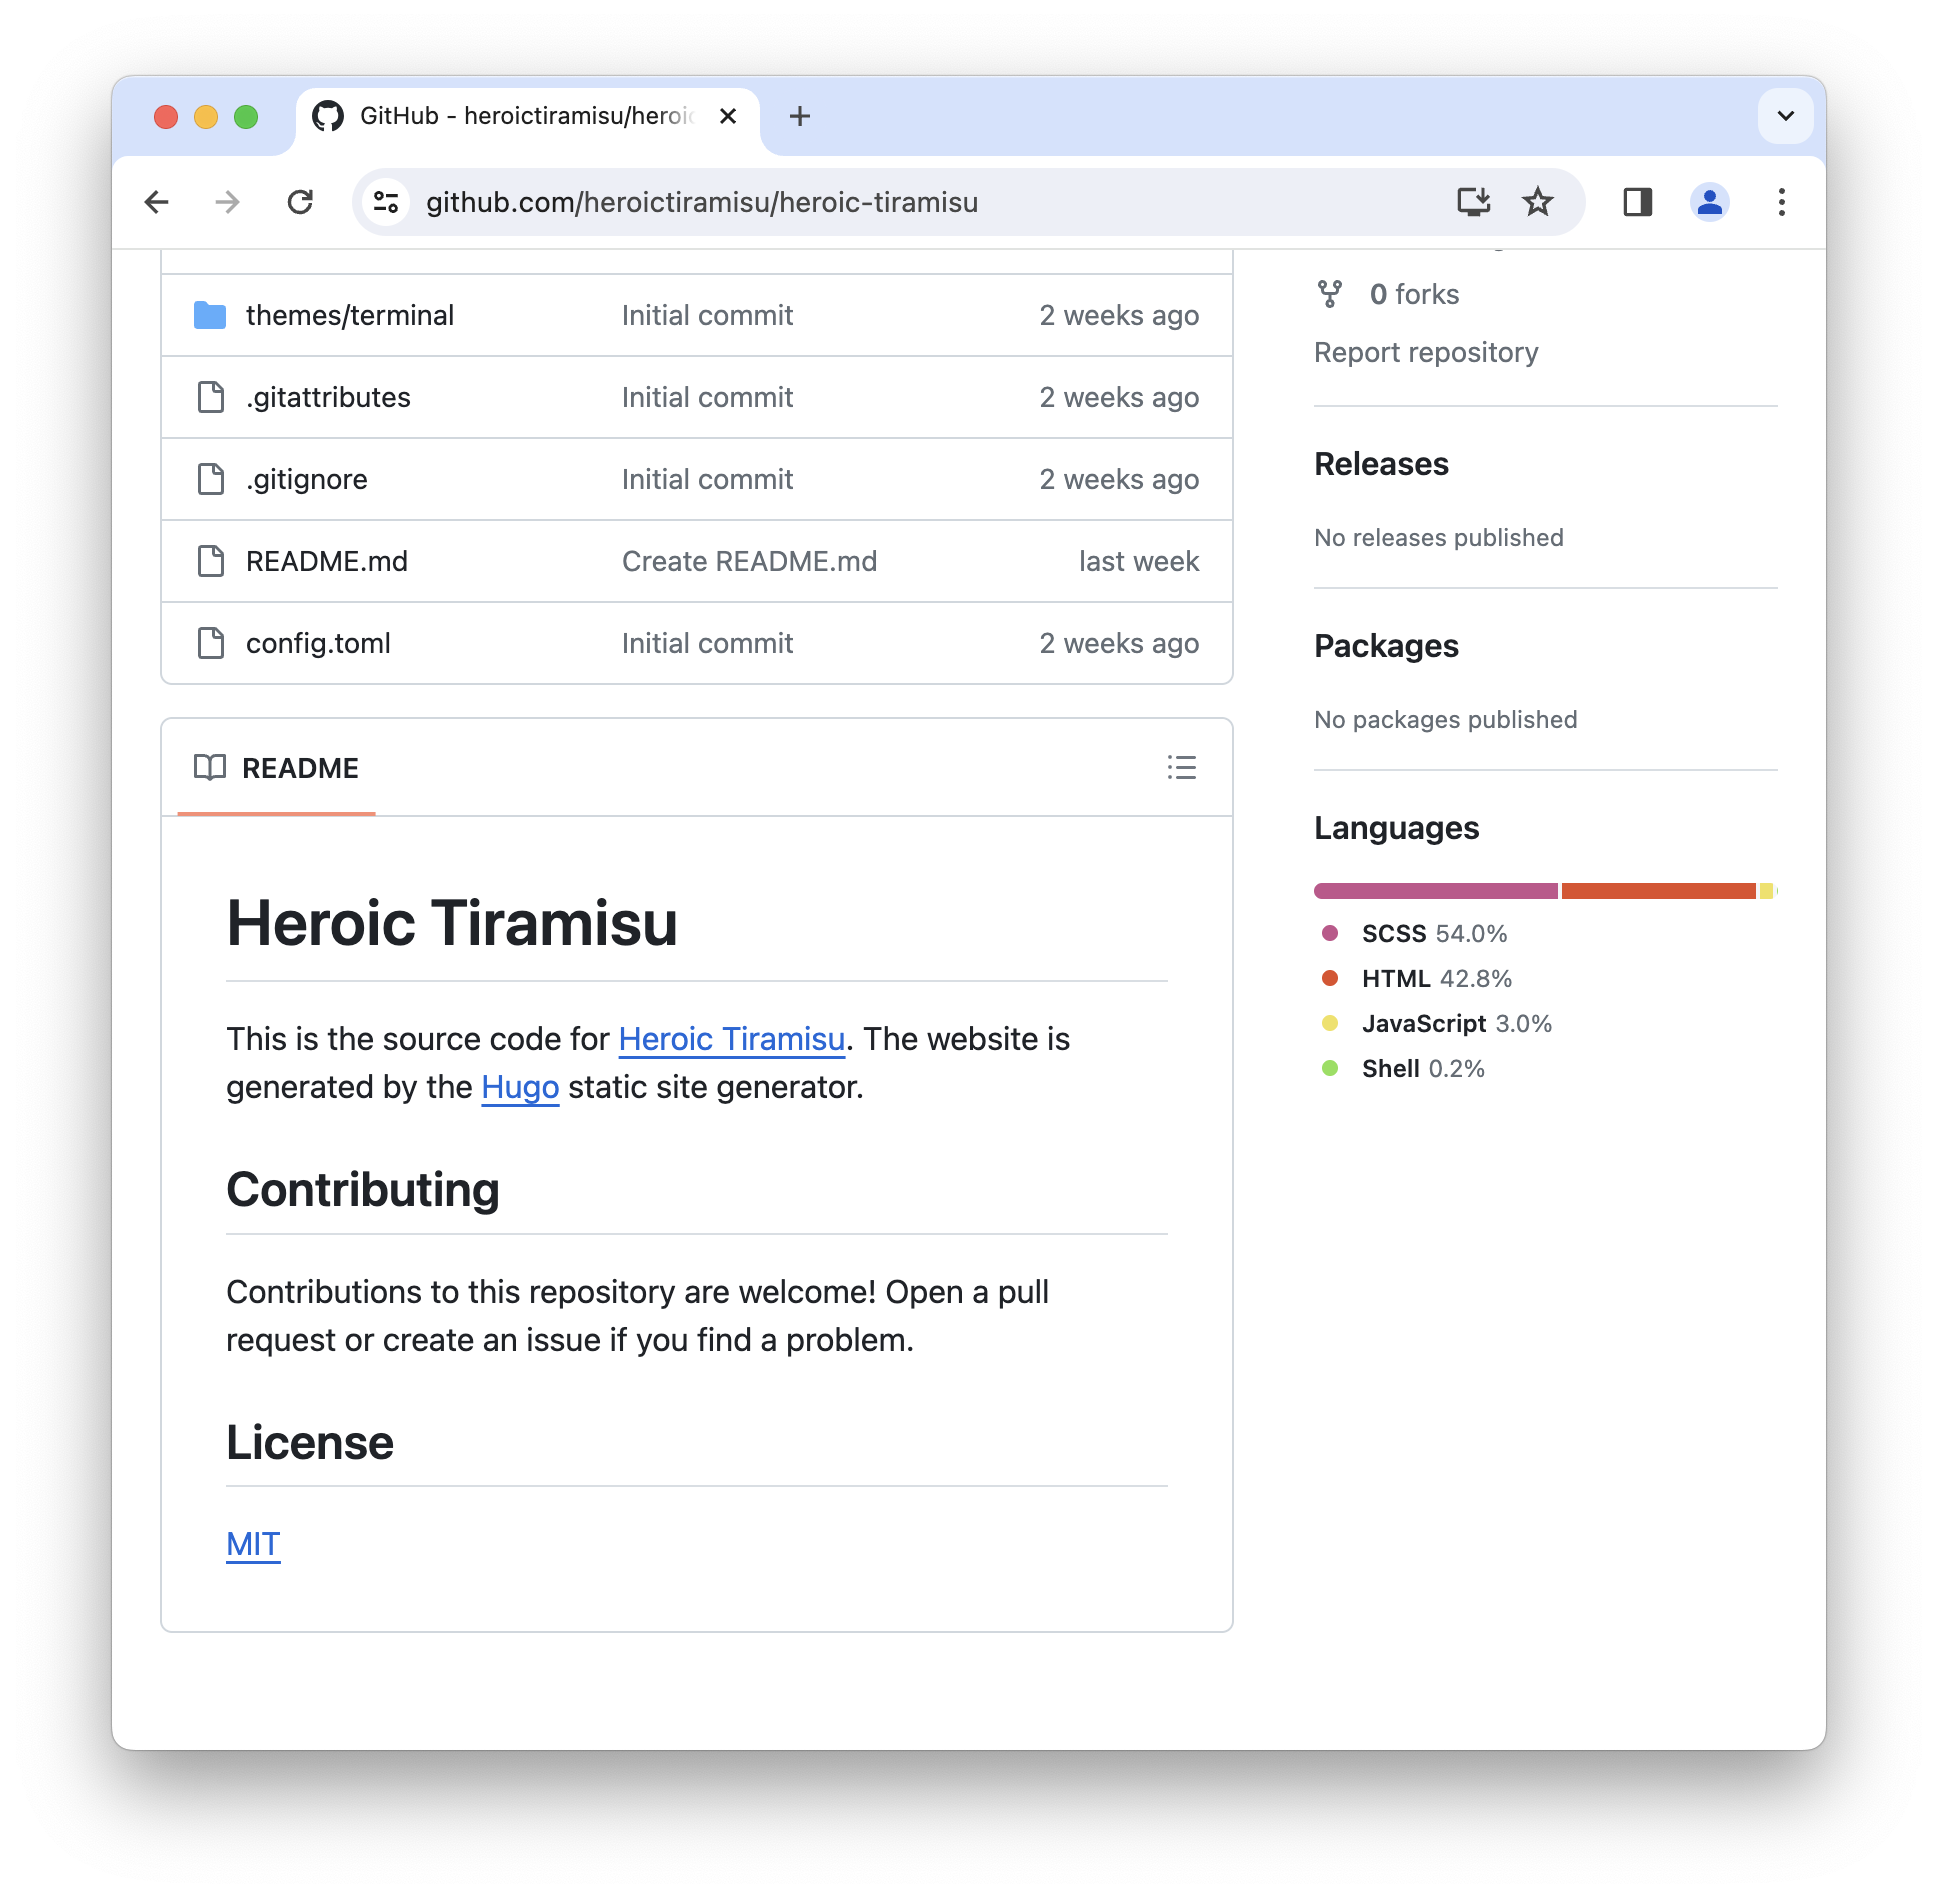 GitHub - heroictiramisu/heroic
github.com/heroictiramisu/heroic-tiramisu
themes/terminal Initial commit 2 weeks ago
.gitattributes Initial commit 2 weeks ago
.gitignore Initial commit 2 weeks ago
README.md Create README.md last week
config.toml Initial commit 2 weeks ago
README
Heroic Tiramisu
This is the source code for Heroic Tiramisu. The website is
generated by the Hugo static site generator.
Contributing
Contributions to this repository are welcome! Open a pull
request or create an issue if you find a problem.
License
MIT
0 forks
Report repository
Releases
No releases published
Packages
No packages published
Languages
SCSS 54.0%
HTML 42.8%
JavaScript 3.0%
Shell 0.2%